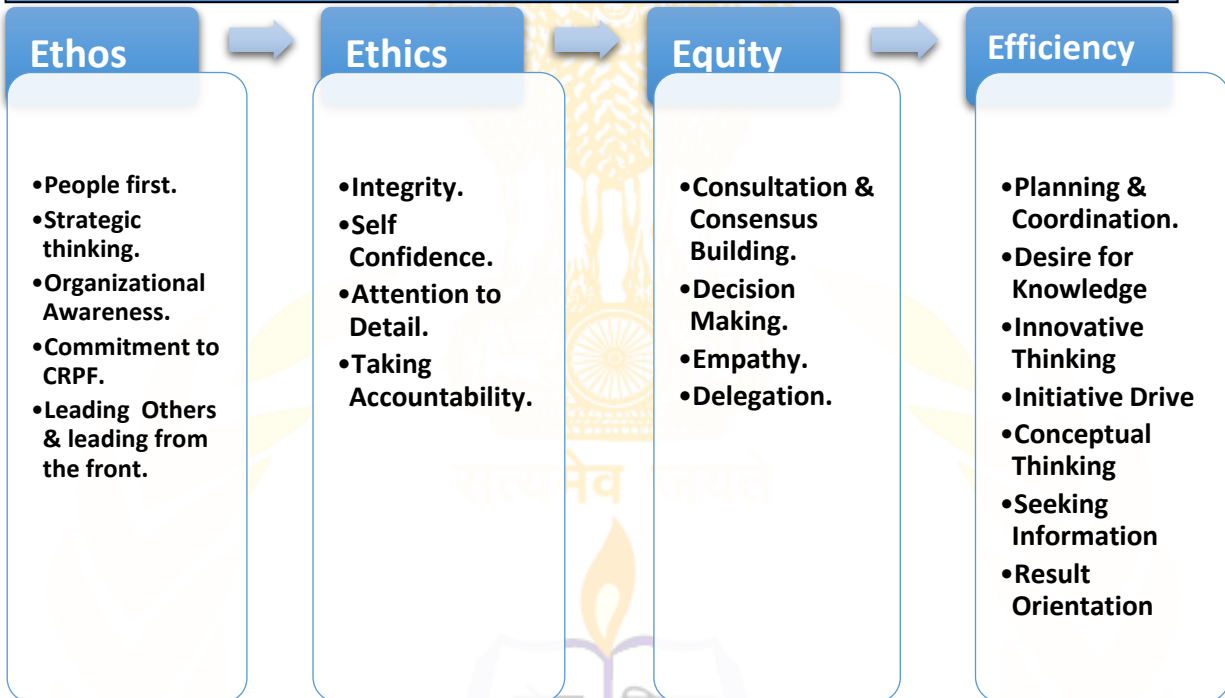 Ethos
•People first.
•Strategic
thinking.
•Organizational
Awareness.
•Commitment to
CRPF.
•Leading Others
& leading from
the front.
Ethics
•Integrity.
•Self
Confidence.
•Attention to
Detail.
•Taking
Accountability.
Equity
•Consultation &
Consensus
Building.
•Decision
Making.
•Empathy.
•Delegation.
Efficiency
•Planning &
Coordination.
•Desire for
Knowledge
•Innovative
Thinking
•Initiative Drive
•Conceptual
Thinking
•Seeking
Information
•Result
Orientation
सत्यमेव जयते